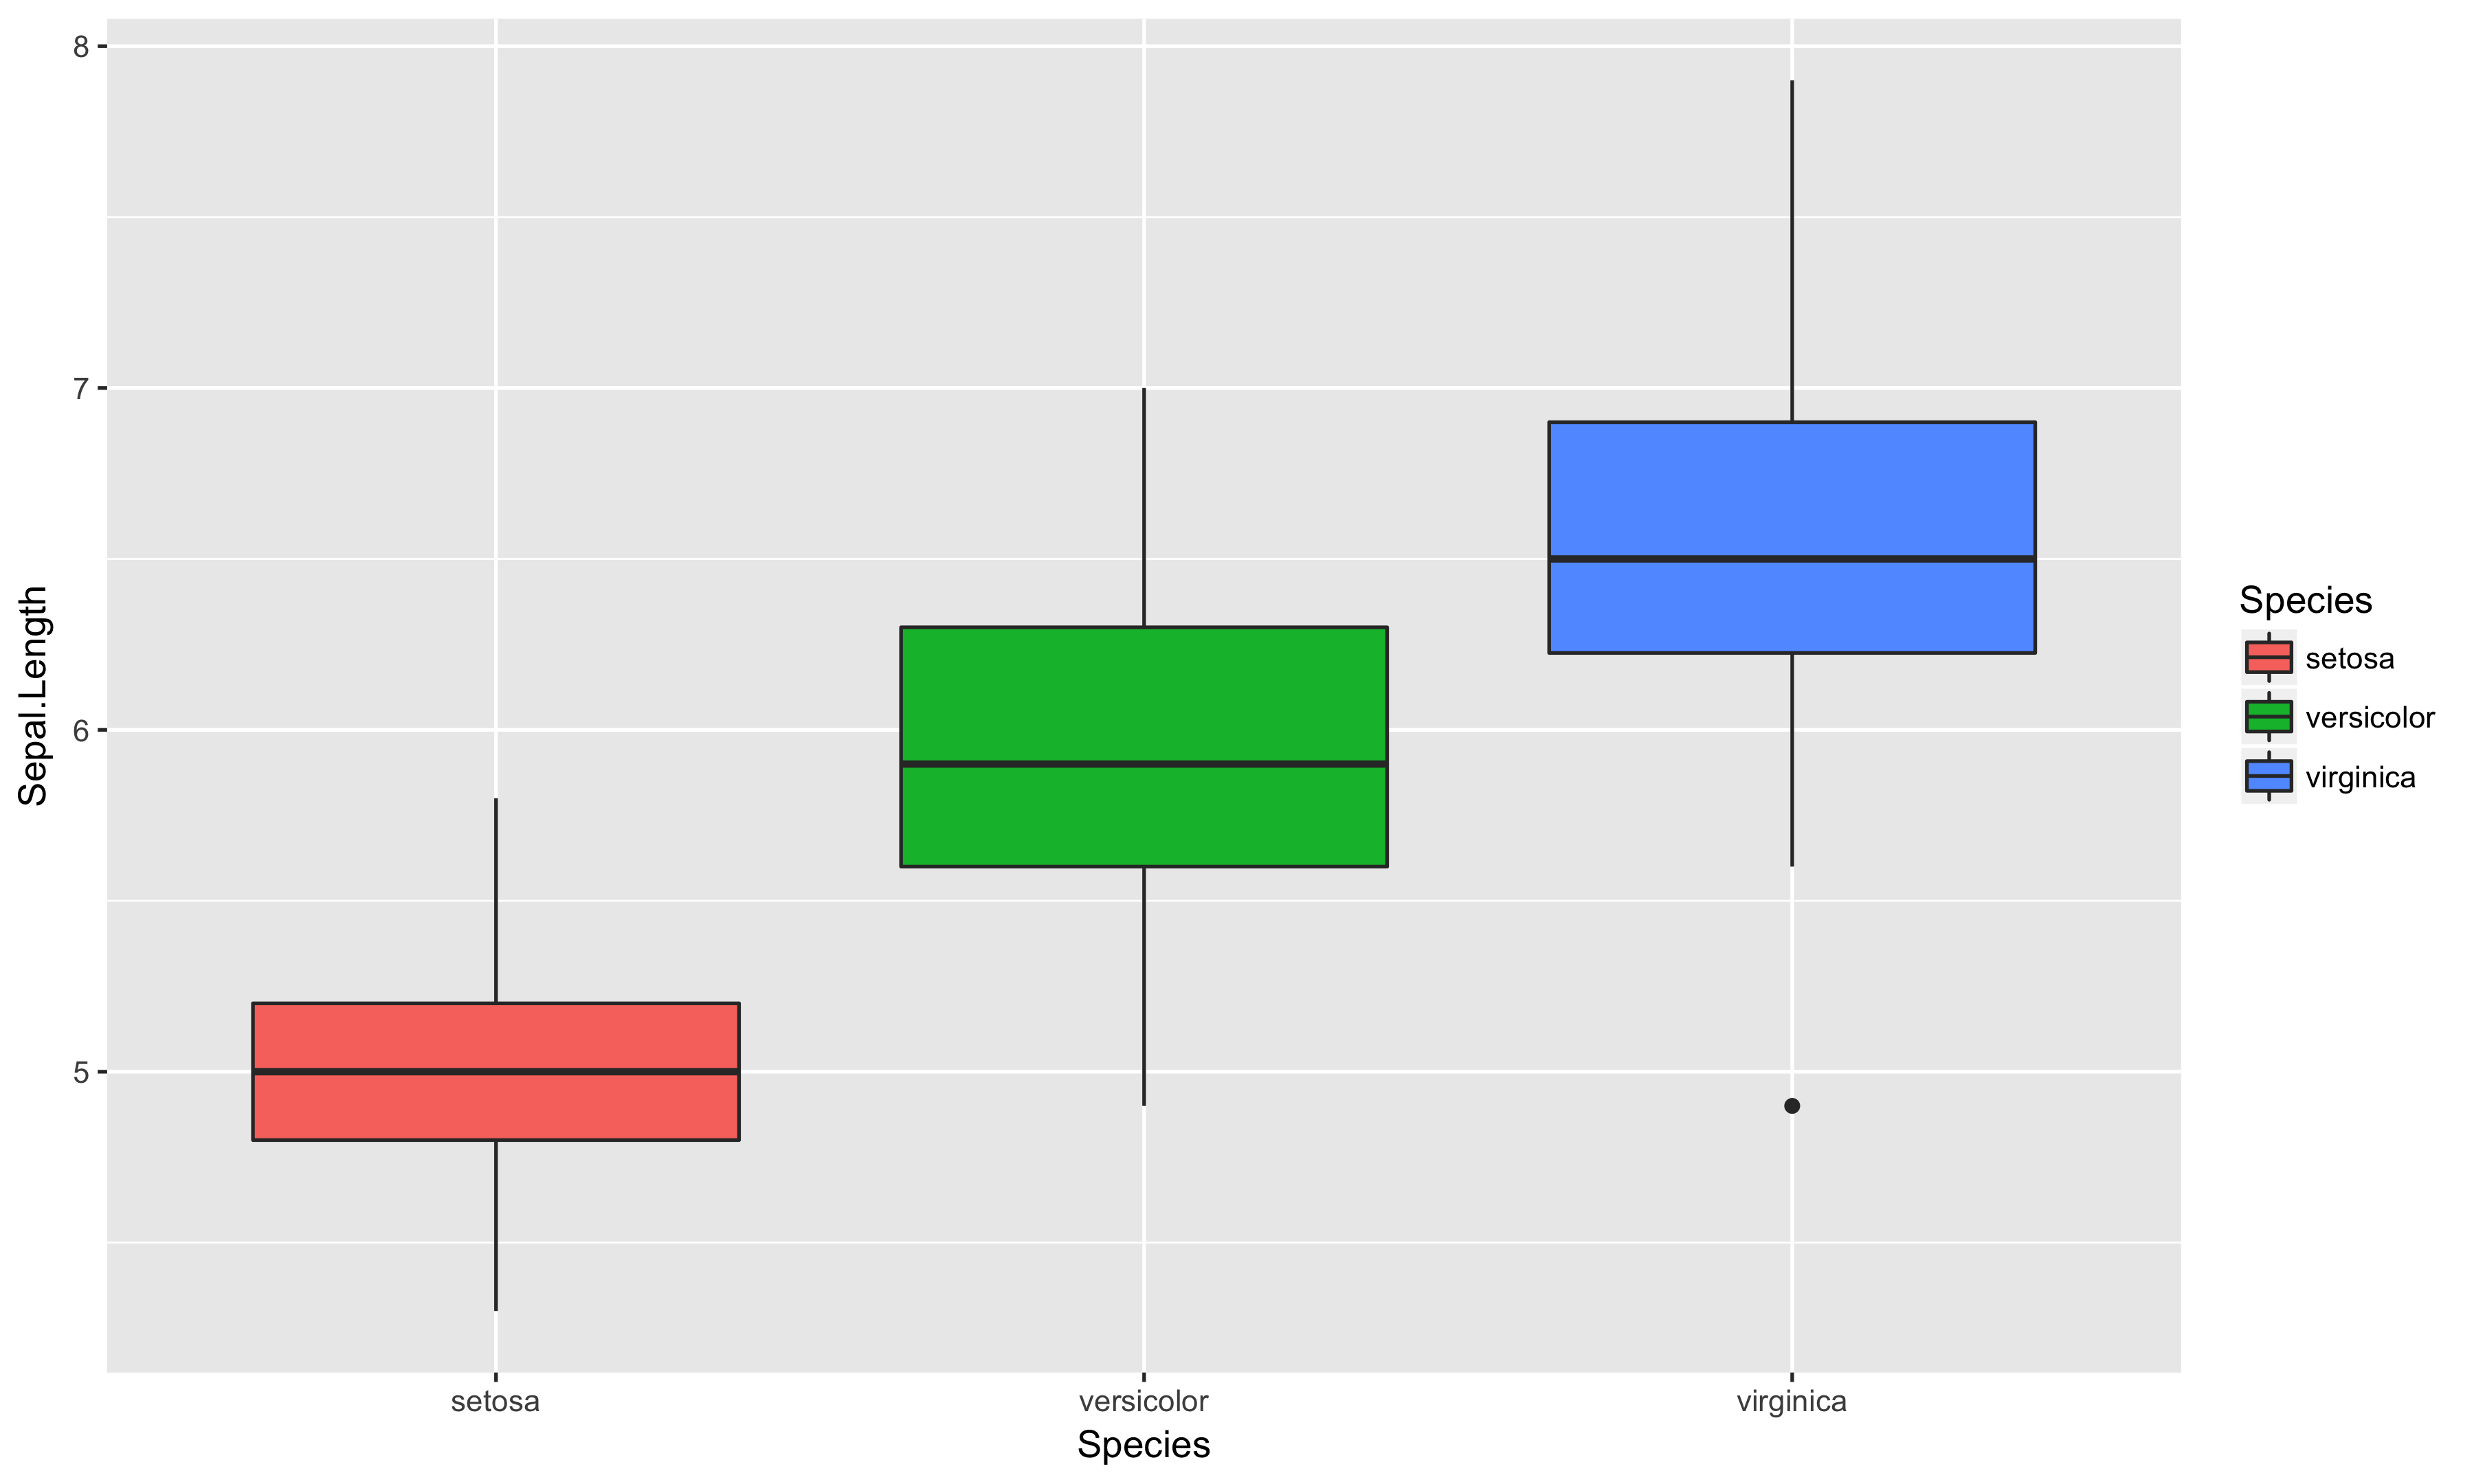 8
7
6
5
Sepal.Length
setosa
versicolor
virginica
Species
Species
setosa
versicolor
virginica